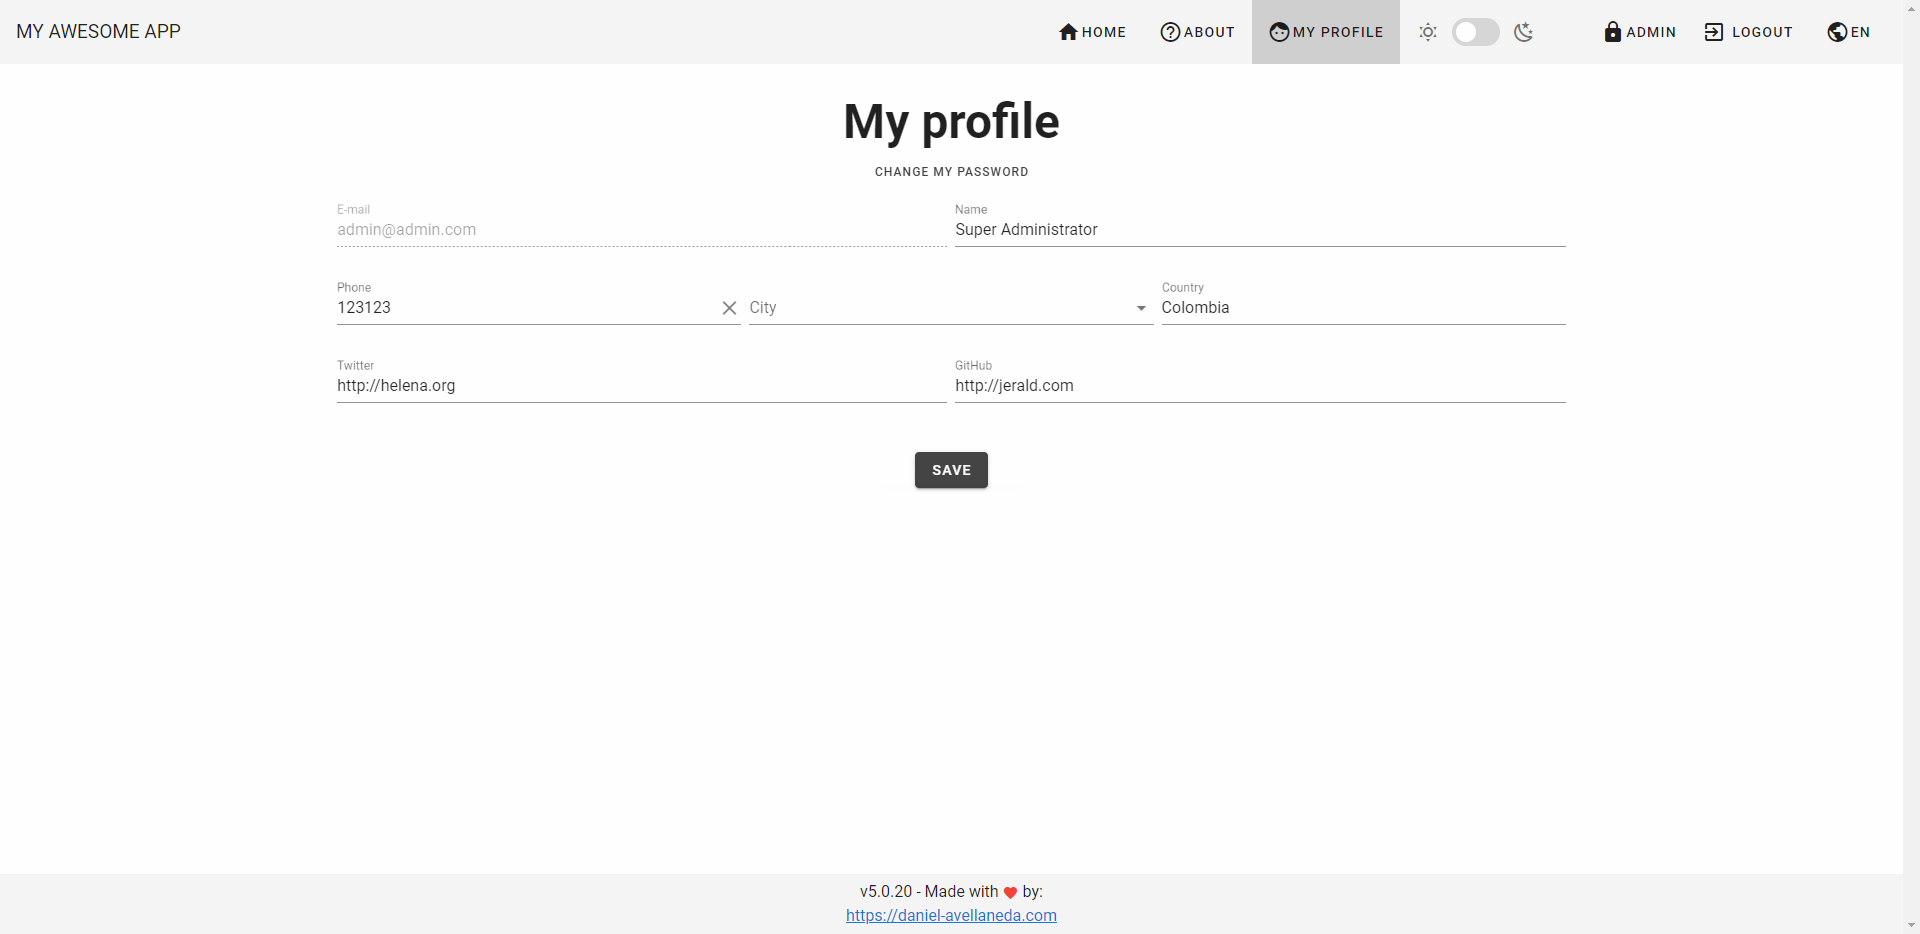 MY AWESOME APP
HOME
ABOUT
MY PROFILE
ADMIN
LOGOUT
EN
My profile
CHANGE MY PASSWORD
E-mail
admin@admin.com
Name
Super Administrator
Phone
123123
City
Country
Colombia
Twitter
http://helena.org
GitHub
http://jerald.com
SAVE
v5.0.20 - Made with ❤ by:
https://daniel-avellaneda.com